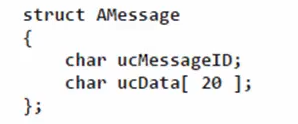 struct AMessage
{
    char ucMessageID;
    char ucData[ 20 ];
};